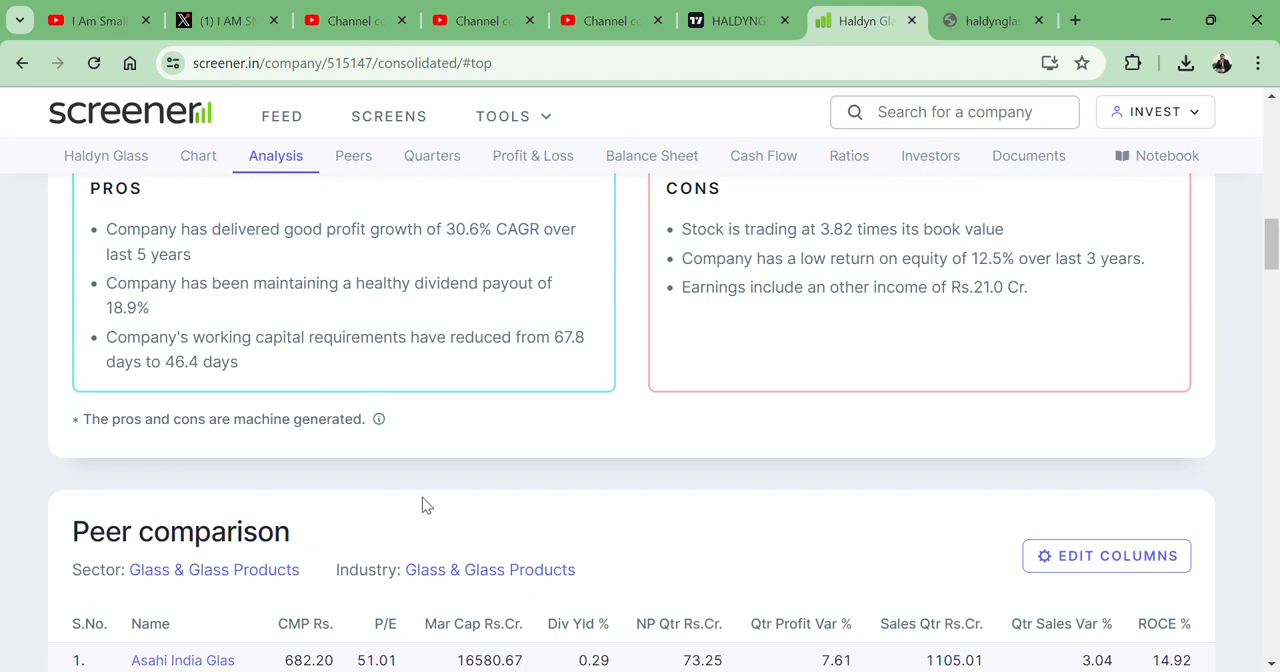 I Am Small
(1) I AM S
Channel c
Channel c
Channel c
HALDYNG
Haldyn Gl
haldyngla
screener.in/company/515147/consolidated/#top
screener
FEED
SCREENS
TOOLS
Search for a company
INVEST
Haldyn Glass
Chart
Analysis
Peers
Quarters
Profit & Loss
Balance Sheet
Cash Flow
Ratios
Investors
Documents
Notebook
PROS
• Company has delivered good profit growth of 30.6% CAGR over
last 5 years
• Company has been maintaining a healthy dividend payout of
18.9%
• Company's working capital requirements have reduced from 67.8
days to 46.4 days
CONS
• Stock is trading at 3.82 times its book value
• Company has a low return on equity of 12.5% over last 3 years.
• Earnings include an other income of Rs.21.0 Cr.
* The pros and cons are machine generated.
Peer comparison
Sector: Glass & Glass Products Industry: Glass & Glass Products
EDIT COLUMNS
S.No. Name CMP Rs. P/E Mar Cap Rs.Cr. Div Yld % NP Qtr Rs.Cr. Qtr Profit Var % Sales Qtr Rs.Cr. Qtr Sales Var % ROCE %
1. Asahi India Glas 682.20 51.01 16580.67 0.29 73.25 7.61 1105.01 3.04 14.92